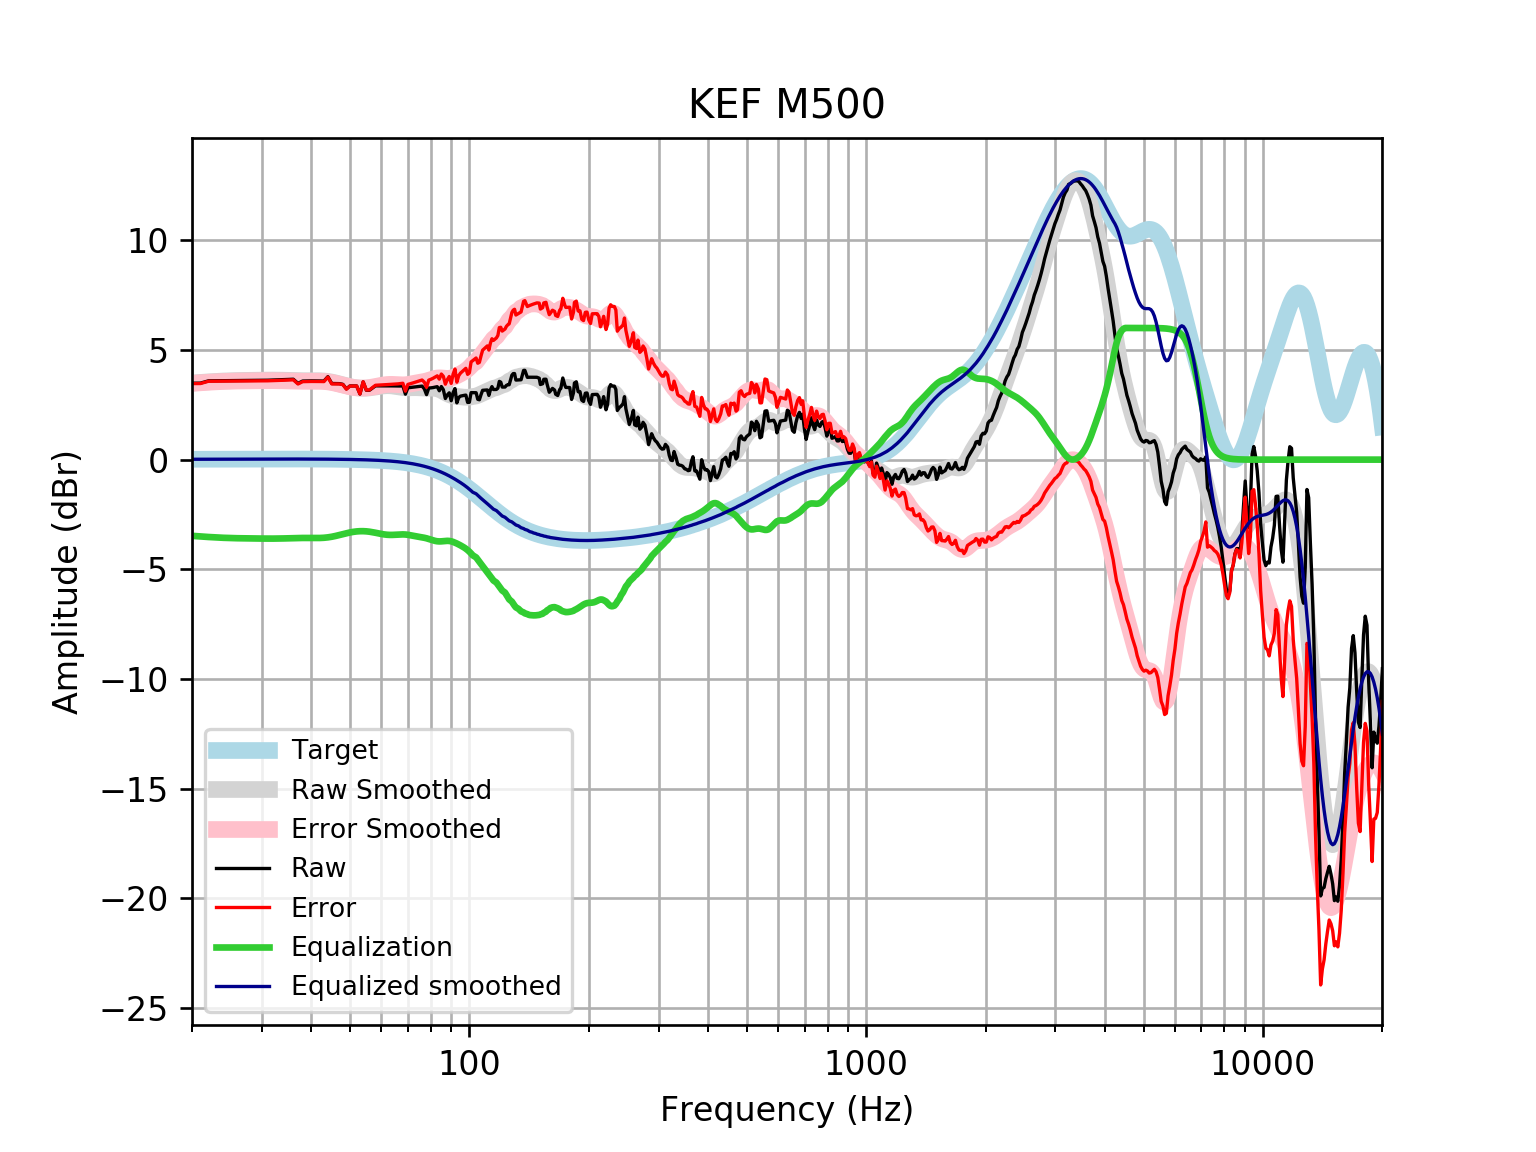 KEF M500
10
5
0
−5
−10
−15
−20
−25
Amplitude (dBr)
Target
Raw Smoothed
Error Smoothed
Raw
Error
Equalization
Equalized smoothed
100
1000
10000
Frequency (Hz)